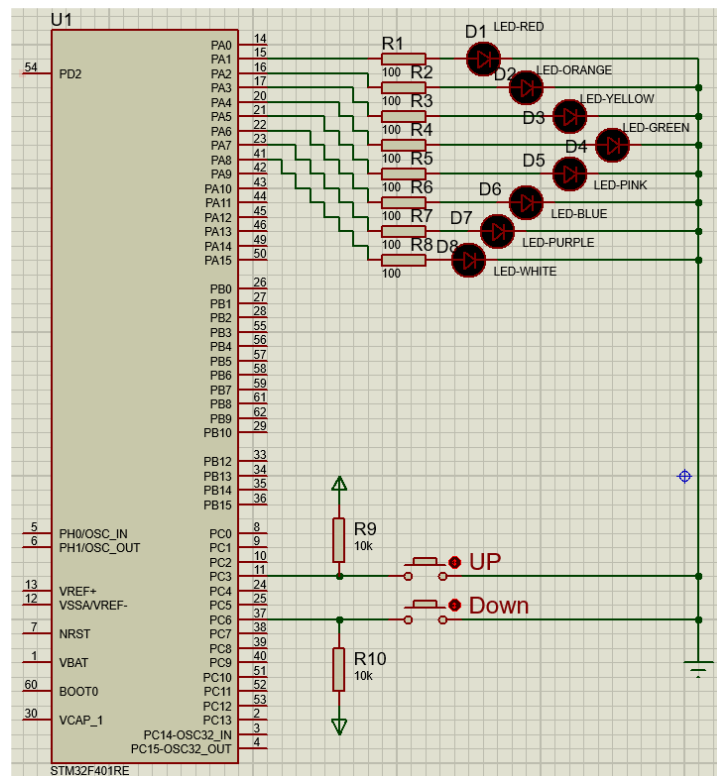 U1
54 PD2
PA0 14
PA1 15
PA2 16
PA3 17
PA4 20
PA5 21
PA6 22
PA7 23
PA8 41
PA9 42
PA10 43
PA11 44
PA12 45
PA13 46
PA14 49
PA15 50
PB0 26
PB1 27
PB2 28
PB3 55
PB4 56
PB5 57
PB6 58
PB7 59
PB8 61
PB9 62
PB10 29
PB12 33
PB13 34
PB14 35
PB15 36
5 PH0/OSC_IN
6 PH1/OSC_OUT
13 VREF+
12 VSSA/VREF-
7 NRST
1 VBAT
60 BOOT0
30 VCAP_1
PC0 8
PC1 9
PC2 10
PC3 11
PC4 24
PC5 25
PC6 37
PC7 38
PC8 39
PC9 40
PC10 51
PC11 52
PC12 53
PC13 2
PC14-OSC32_IN 3
PC15-OSC32_OUT 4
STM32F401RE
R1
100
D1 LED-RED
R2
100
D2 LED-ORANGE
R3
100
D3 LED-YELLOW
R4
100
D4 LED-GREEN
R5
100
D5 LED-PINK
R6
100
D6 LED-BLUE
R7
100
D7 LED-PURPLE
R8
100
D8 LED-WHITE
R9
10k
UP
Down
R10
10k